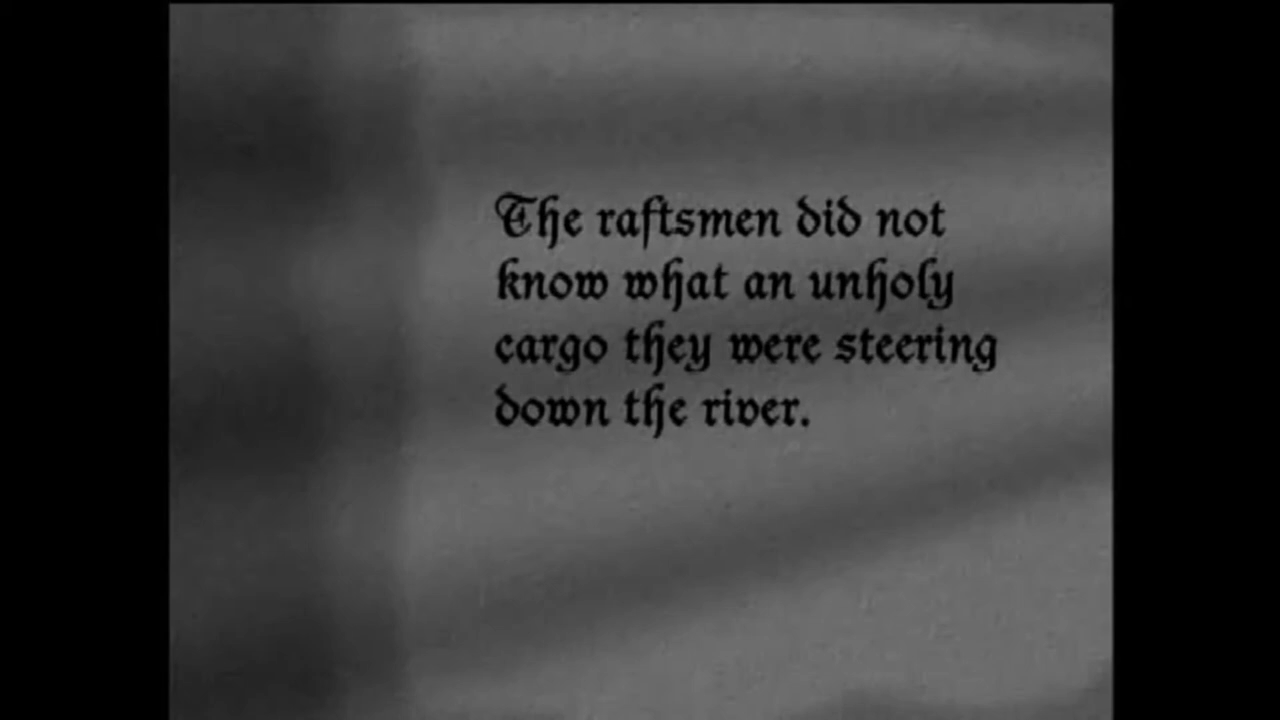 The raftsmen did not
know what an unholy
cargo they were steering
down the river.